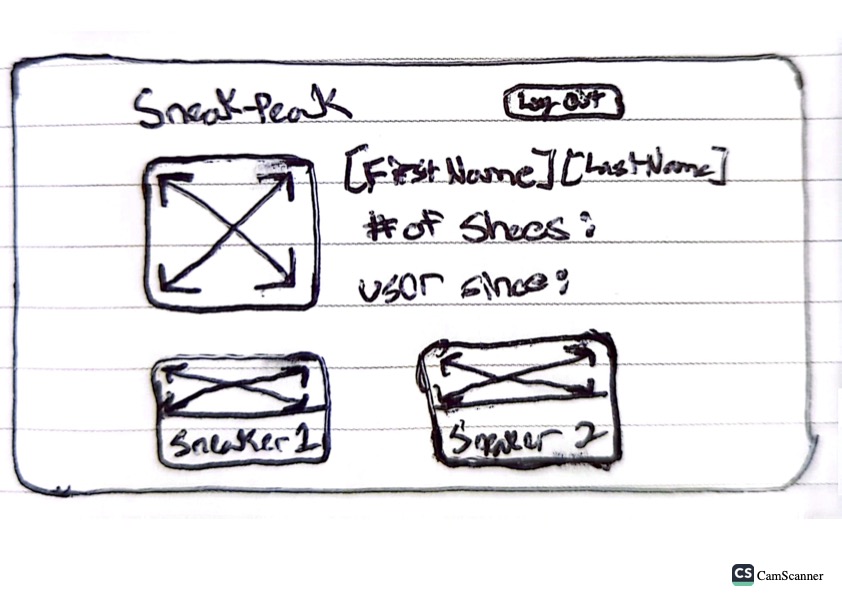 Sneak-Peak
Log-Out
[First Name] [Last Name]
# of Shoes:
user since:
Sneaker 1
Sneaker 2
CS CamScanner